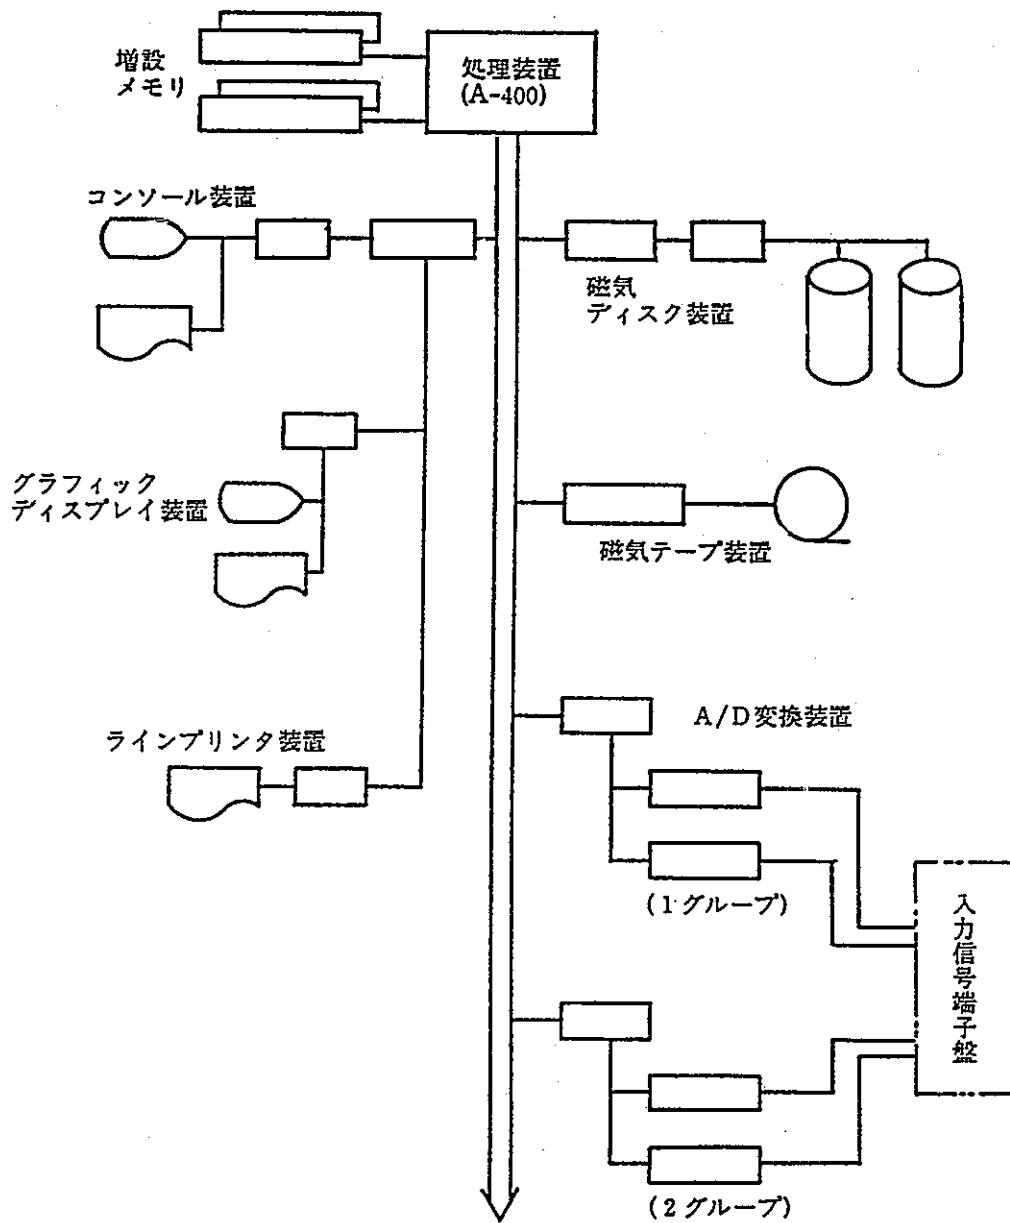 増設
メモリ
処理装置
(A-400)
コンソール装置
磁気
ディスク装置
グラフィック
ディスプレイ装置
磁気テープ装置
A/D変換装置
ラインプリンタ装置
(1グループ)
入力信号端子盤
(2グループ)